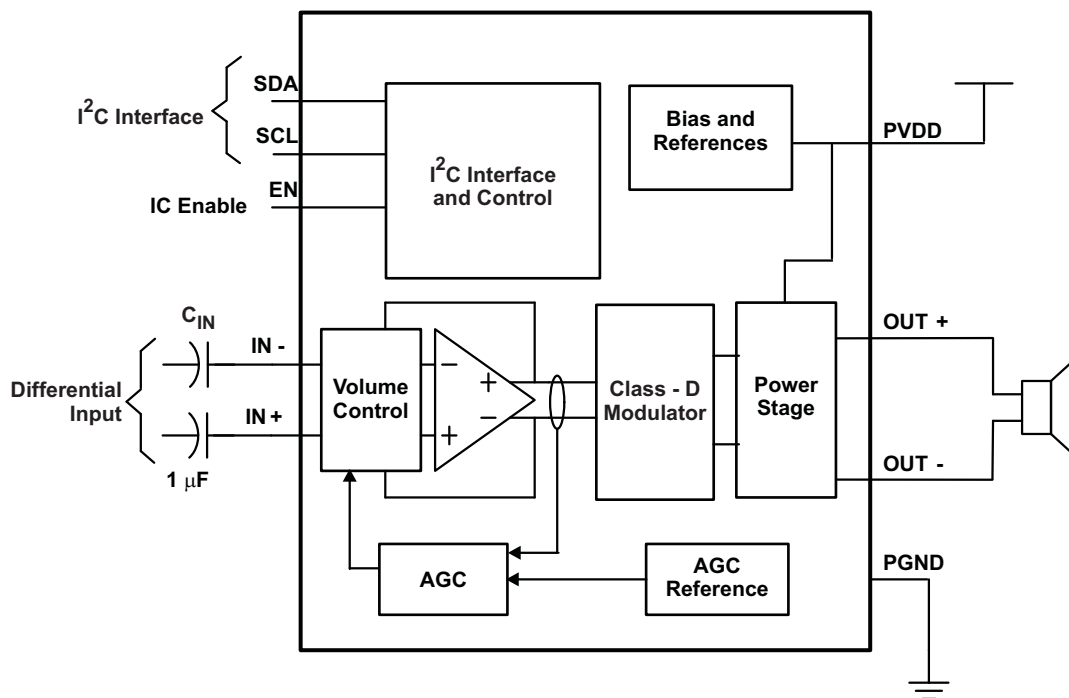 SDA
I²C Interface
SCL
EN
IC Enable
I²C Interface
and Control
Bias and
References
PVDD
C_IN
IN -
Differential
Input
IN +
1 μF
Volume
Control
−
+
+
−
Class - D
Modulator
Power
Stage
OUT +
OUT -
AGC
AGC
Reference
PGND